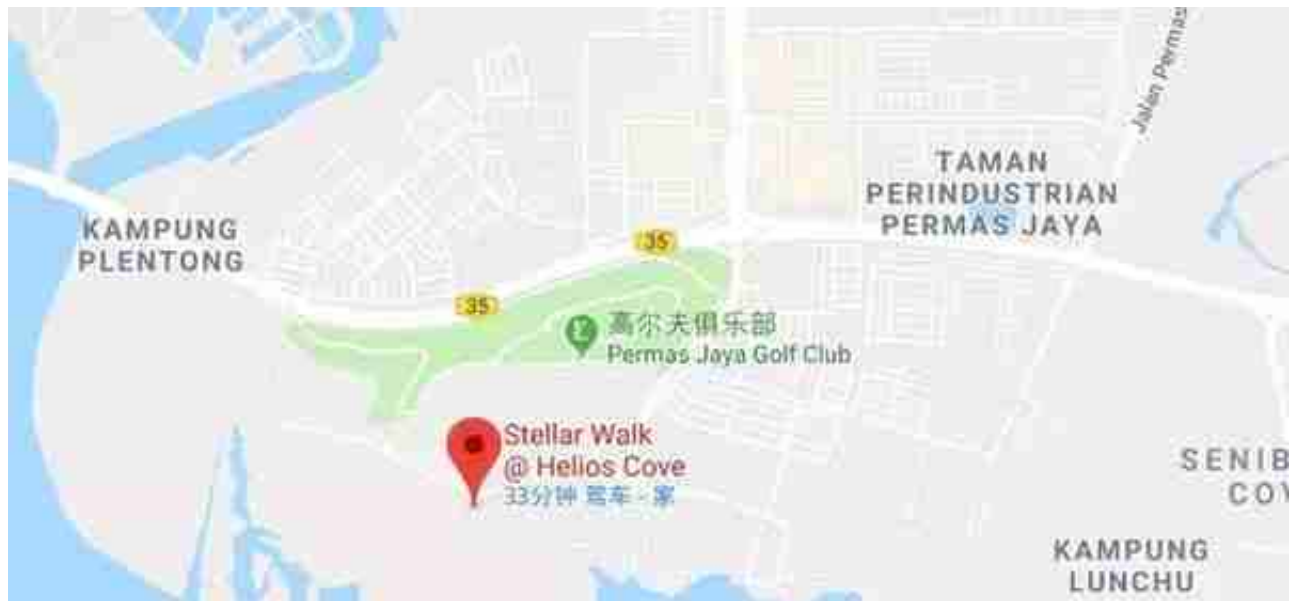 Jalan Permas
TAMAN
PERINDUSTRIAN
PERMAS JAYA
KAMPUNG
PLENTONG
35
35
高尔夫俱乐部
Permas Jaya Golf Club
Stellar Walk
@ Helios Cove
33分钟 驾车 - 家
SENIB
COV
KAMPUNG
LUNCHU